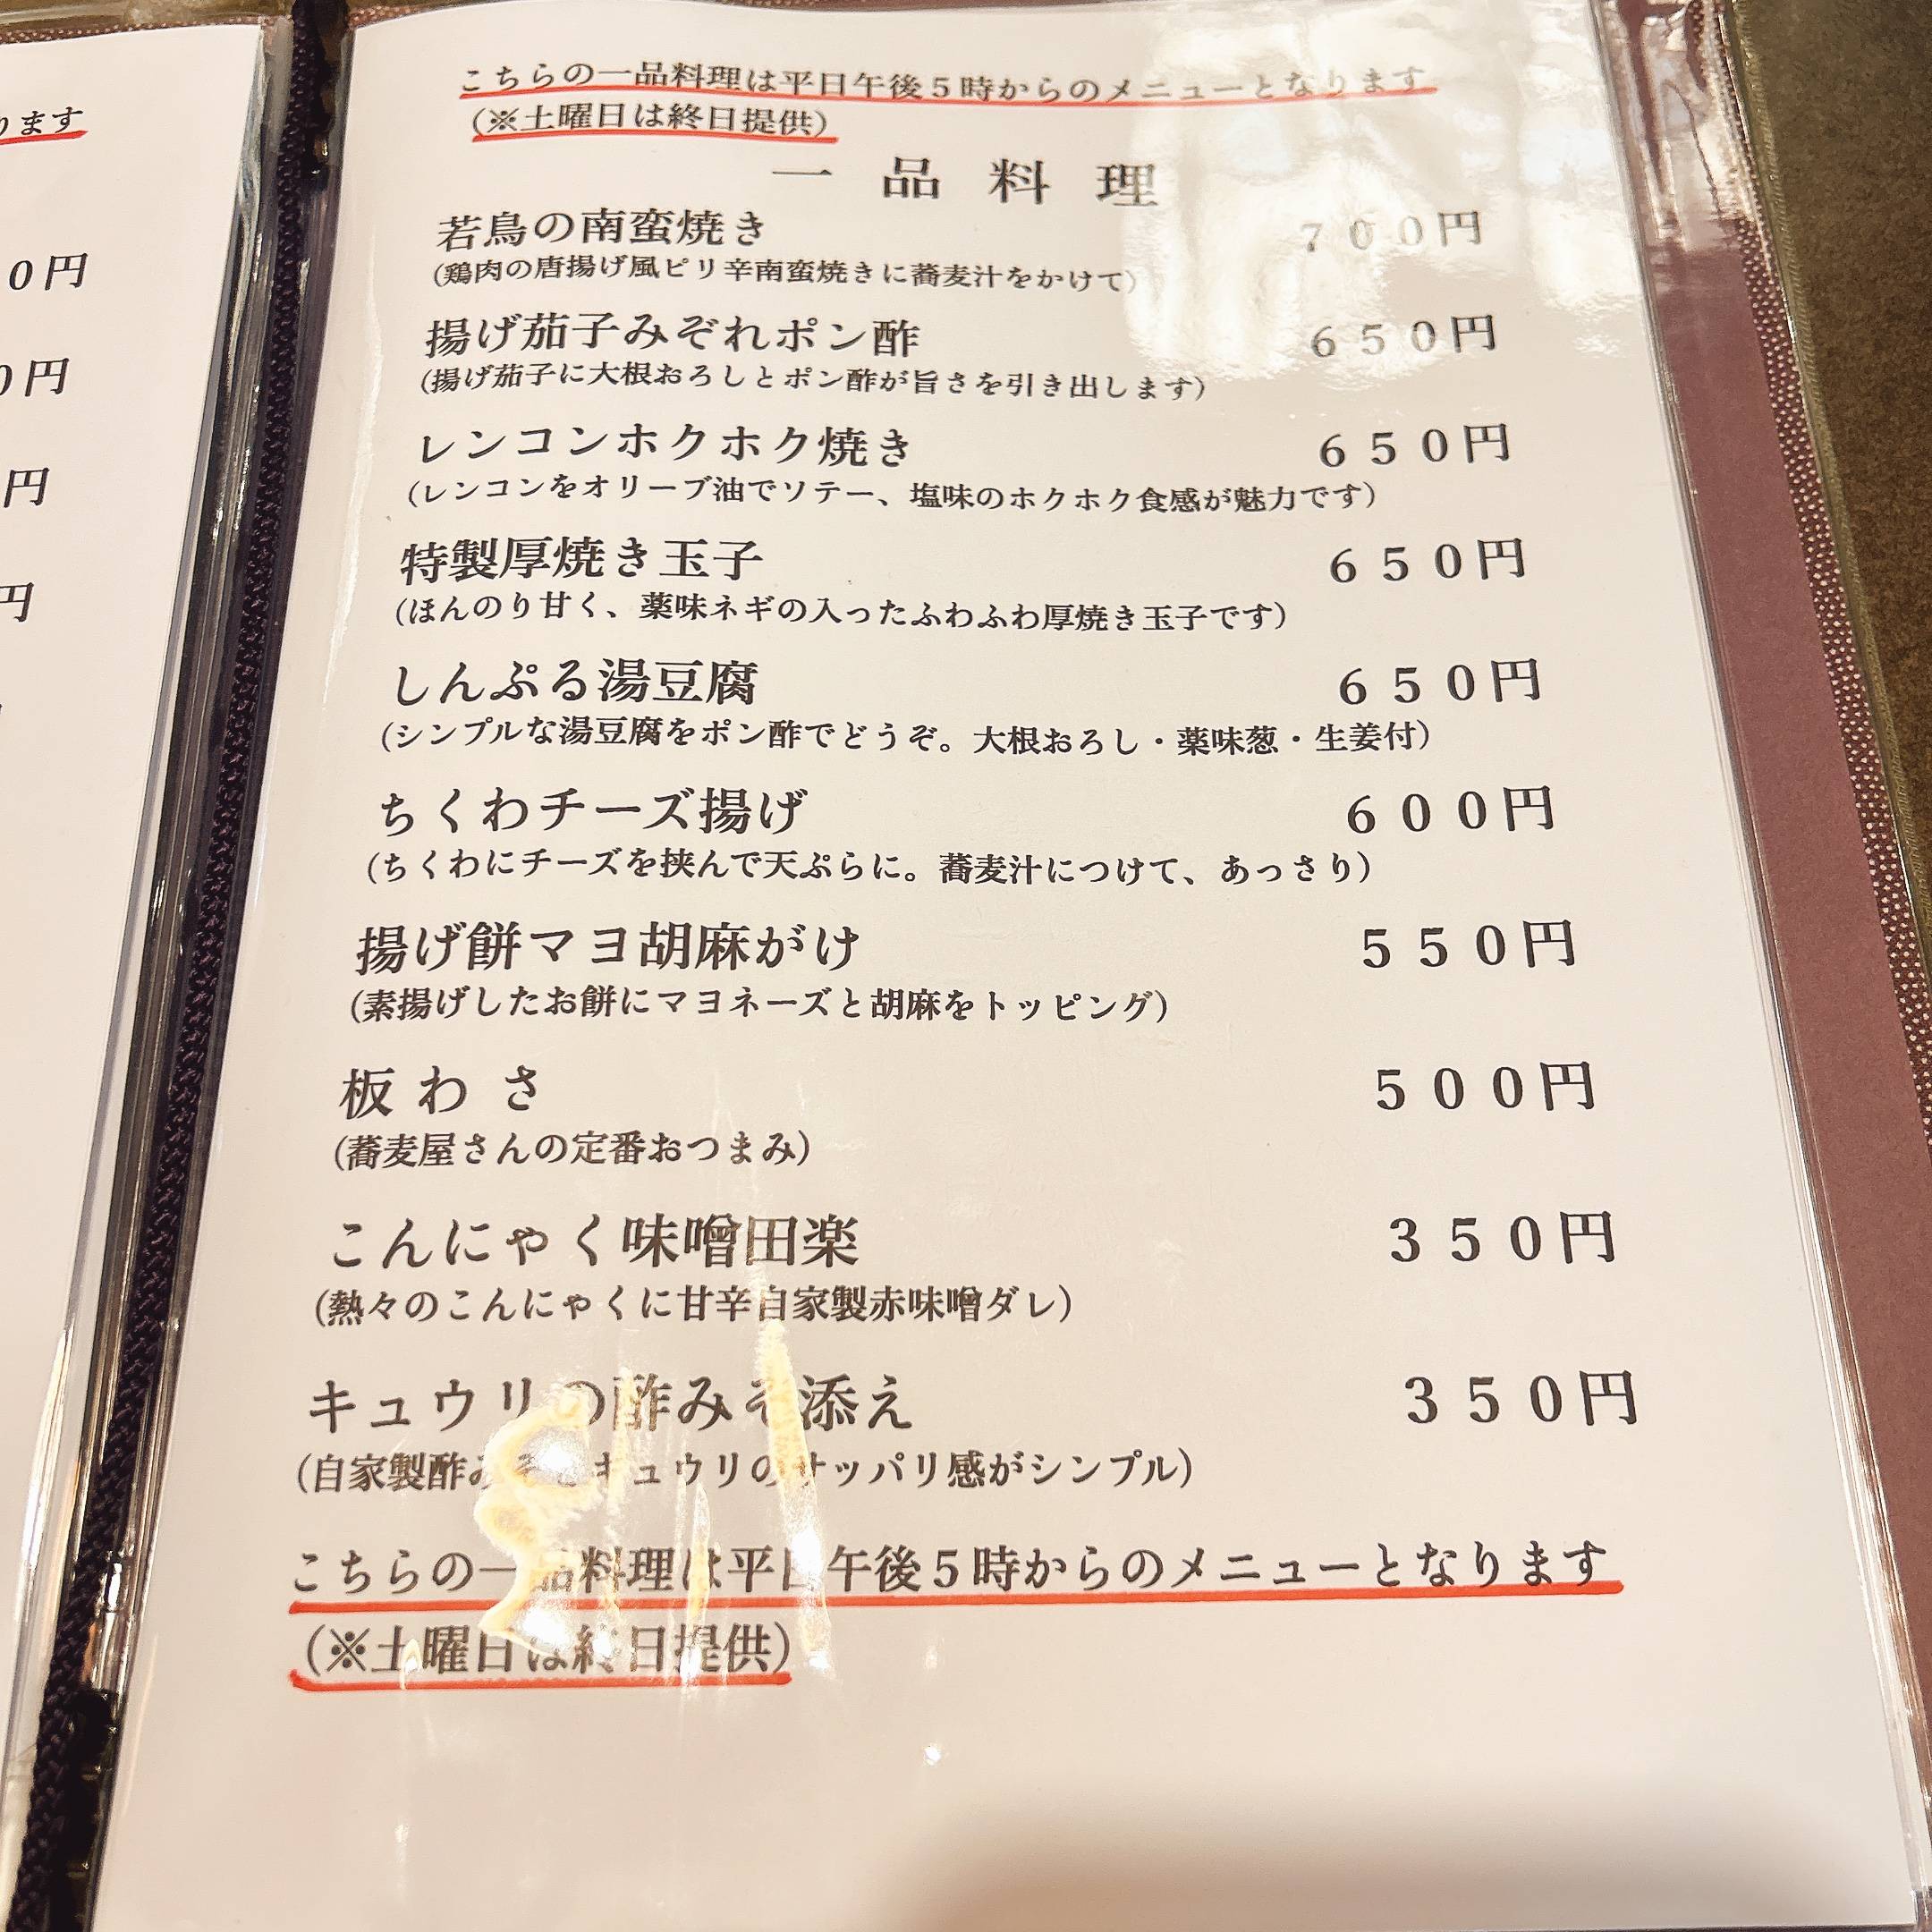 ります
0円
0円
円
円
こちらの一品料理は平日午後5時からのメニューとなります
(※土曜日は終日提供)
一品料理
若鳥の南蛮焼き 700円
(鶏肉の唐揚げ風ピリ辛南蛮焼きに蕎麦汁をかけて)
揚げ茄子みぞれポン酢 650円
(揚げ茄子に大根おろしとポン酢が旨さを引き出します)
レンコンホクホク焼き 650円
(レンコンをオリーブ油でソテー、塩味のホクホク食感が魅力です)
特製厚焼き玉子 650円
(ほんのり甘く、薬味ネギの入ったふわふわ厚焼き玉子です)
しんぷる湯豆腐 650円
(シンプルな湯豆腐をポン酢でどうぞ。大根おろし・薬味葱・生姜付)
ちくわチーズ揚げ 600円
(ちくわにチーズを挟んで天ぷらに。蕎麦汁につけて、あっさり)
揚げ餅マヨ胡麻がけ 550円
(素揚げしたお餅にマヨネーズと胡麻をトッピング)
板わさ 500円
(蕎麦屋さんの定番おつまみ)
こんにゃく味噌田楽 350円
(熱々のこんにゃくに甘辛自家製赤味噌ダレ)
キュウリの酢みそ添え 350円
(自家製酢みそとキュウリのサッパリ感がシンプル)
こちらの一品料理は平日午後5時からのメニューとなります
(※土曜日は終日提供)